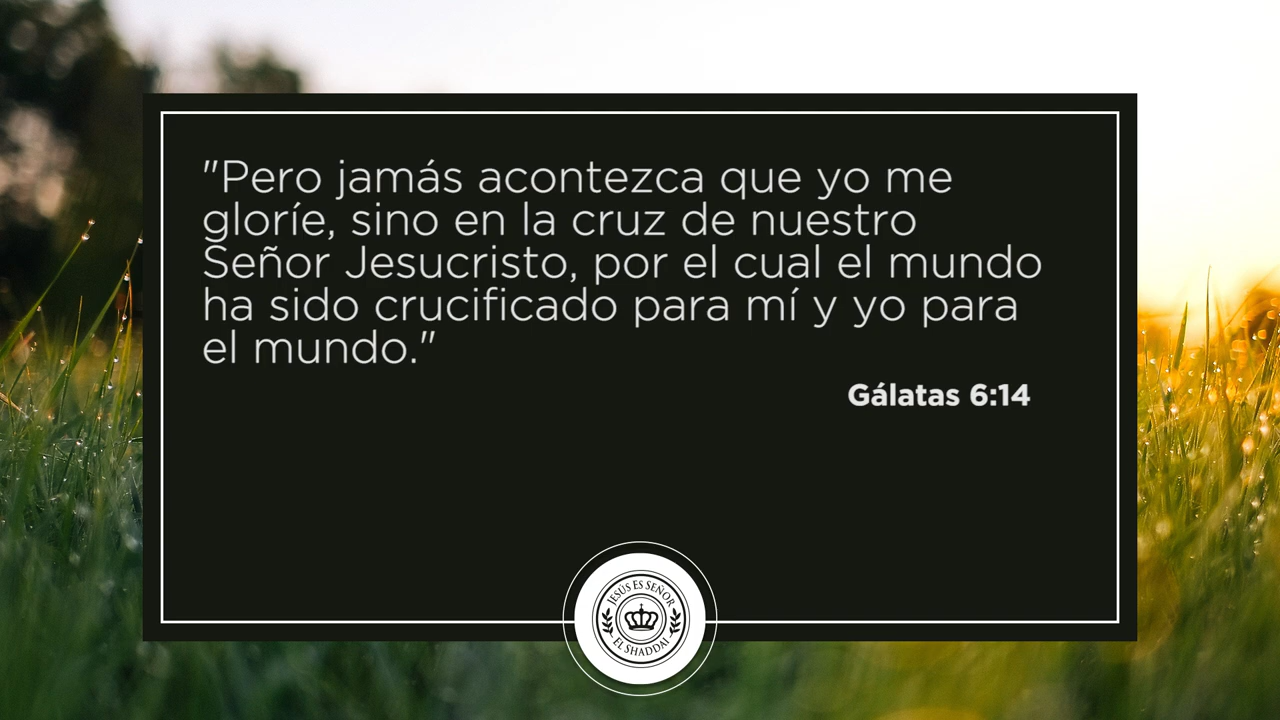 "Pero jamás acontezca que yo me
gloríe, sino en la cruz de nuestro
Señor Jesucristo, por el cual el mundo
ha sido crucificado para mí y yo para
el mundo."
Gálatas 6:14
JESÚS ES SEÑOR
EL SHADDAI